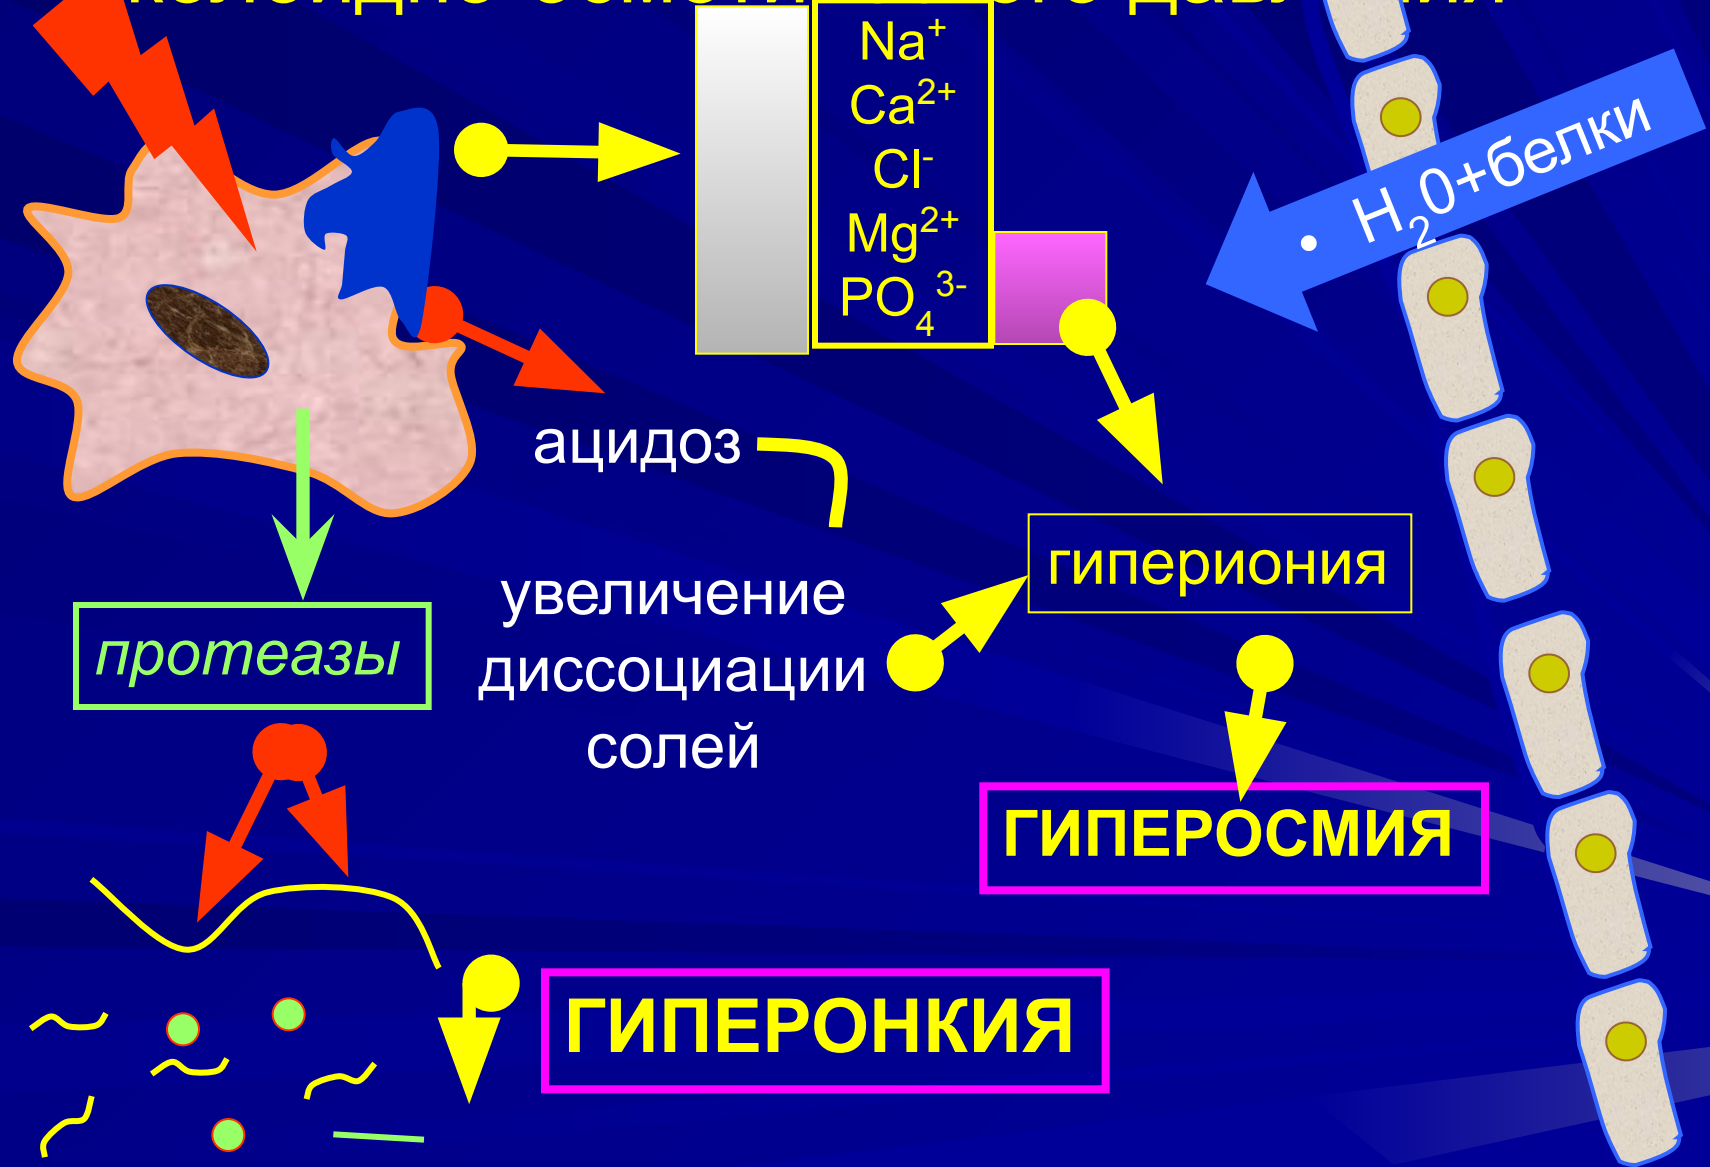 Na⁺
Ca²⁺
Cl⁻
Mg²⁺
PO₄³⁻
• H₂0+белки
ацидоз
гипериония
увеличение
диссоциации
солей
протеазы
ГИПЕРОСМИЯ
ГИПЕРОНКИЯ